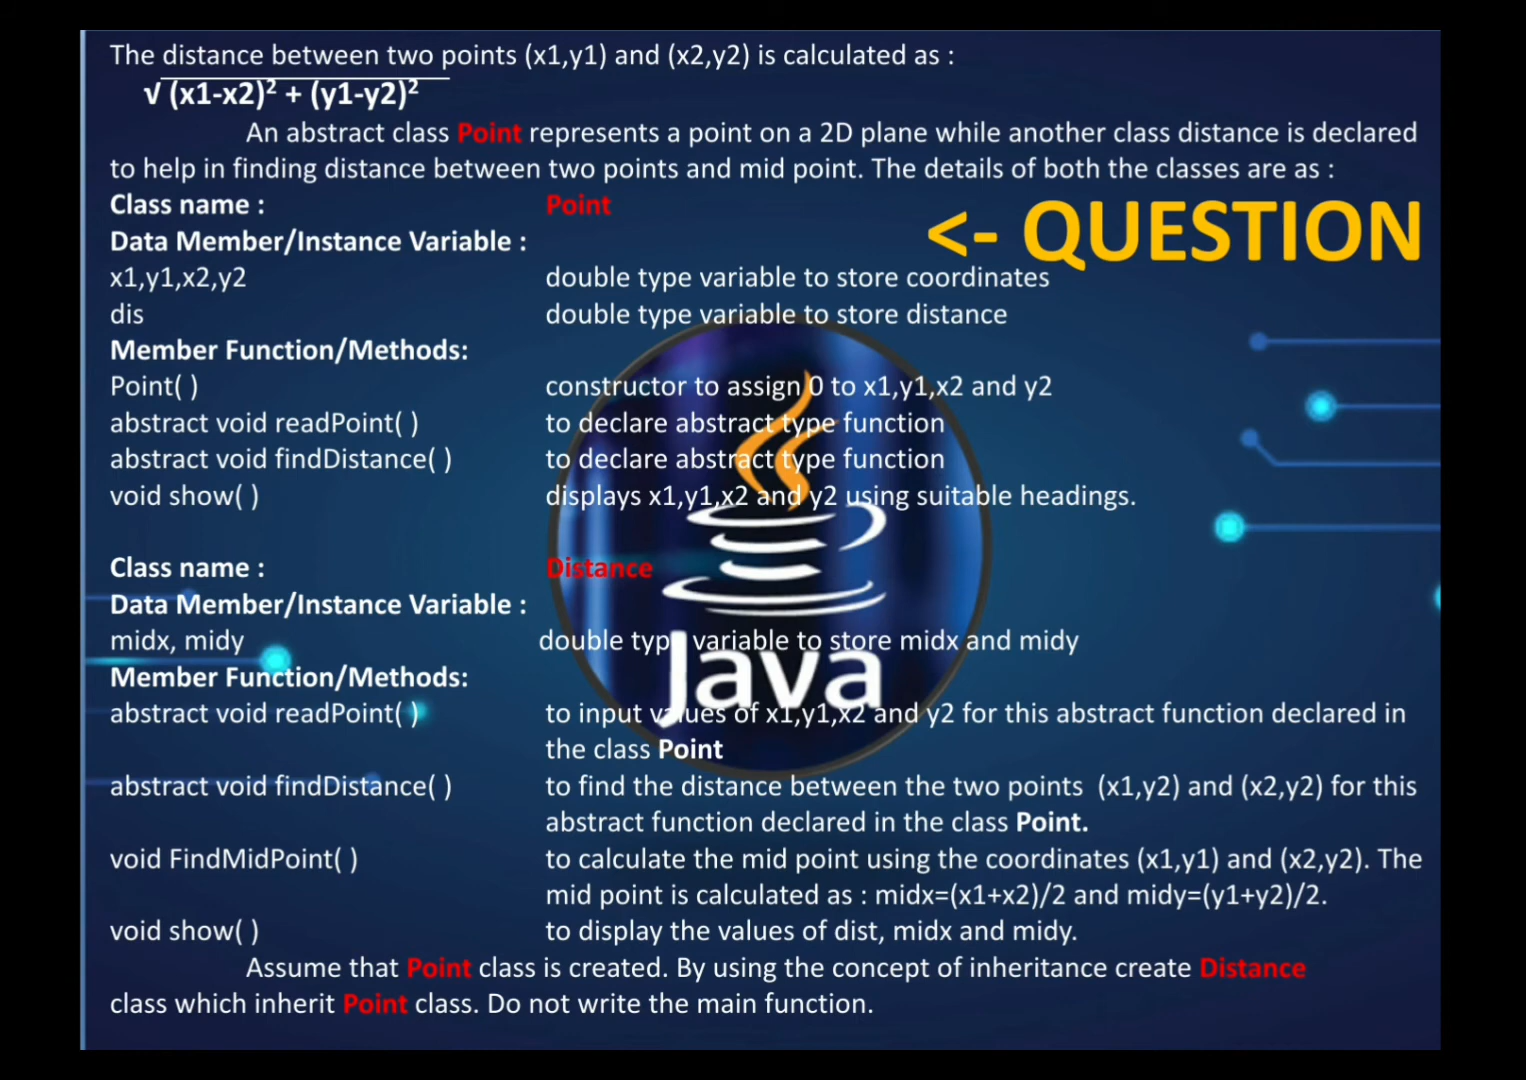 The distance between two points (x1,y1) and (x2,y2) is calculated as :
√ (x1-x2)² + (y1-y2)²
An abstract class Point represents a point on a 2D plane while another class distance is declared
to help in finding distance between two points and mid point. The details of both the classes are as :
Class name : Point
<- QUESTION
Data Member/Instance Variable :
x1,y1,x2,y2 double type variable to store coordinates
dis double type variable to store distance
Member Function/Methods:
Point( ) constructor to assign 0 to x1,y1,x2 and y2
abstract void readPoint( ) to declare abstract type function
abstract void findDistance( ) to declare abstract type function
void show( ) displays x1,y1,x2 and y2 using suitable headings.
Class name : Distance
Data Member/Instance Variable :
midx, midy double type variable to store midx and midy
Java
Member Function/Methods:
abstract void readPoint( ) to input values of x1,y1,x2 and y2 for this abstract function declared in
the class Point
abstract void findDistance( ) to find the distance between the two points (x1,y2) and (x2,y2) for this
abstract function declared in the class Point.
void FindMidPoint( ) to calculate the mid point using the coordinates (x1,y1) and (x2,y2). The
mid point is calculated as : midx=(x1+x2)/2 and midy=(y1+y2)/2.
void show( ) to display the values of dist, midx and midy.
Assume that Point class is created. By using the concept of inheritance create Distance
class which inherit Point class. Do not write the main function.